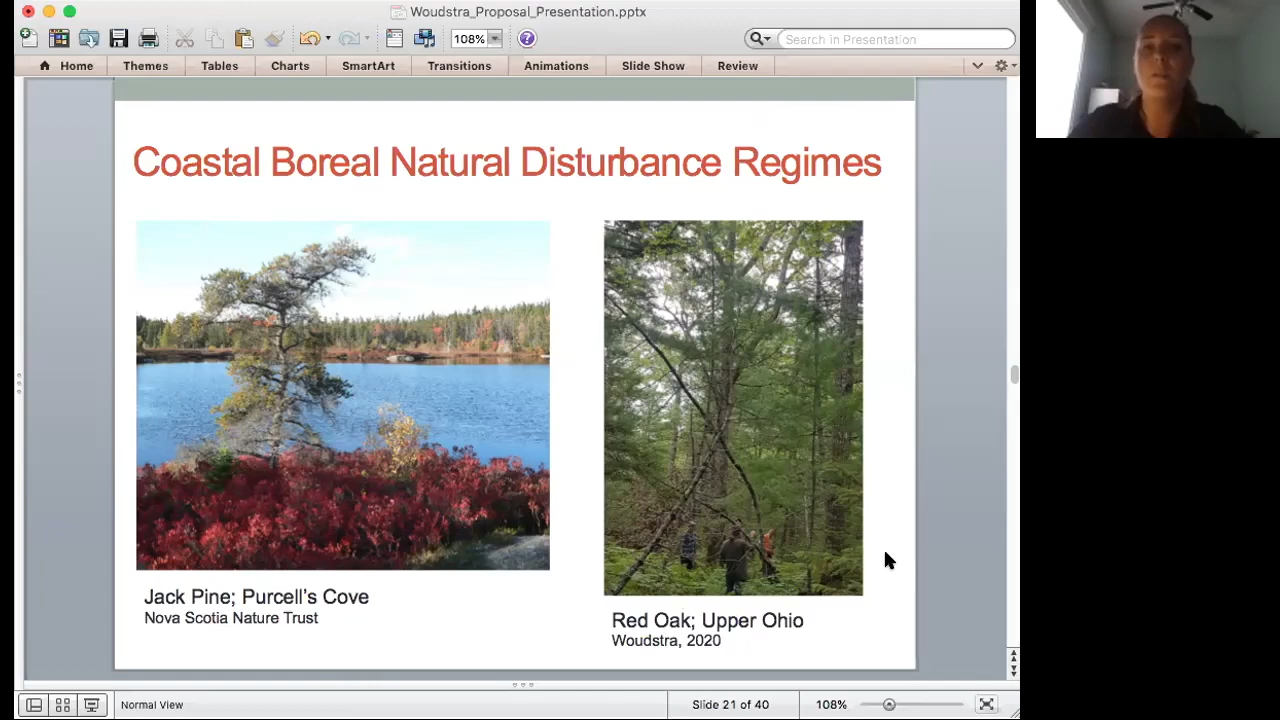 Woudstra_Proposal_Presentation.pptx
108%
Search in Presentation
Home
Themes
Tables
Charts
SmartArt
Transitions
Animations
Slide Show
Review
Coastal Boreal Natural Disturbance Regimes
Jack Pine; Purcell's Cove
Nova Scotia Nature Trust
Red Oak; Upper Ohio
Woudstra, 2020
Normal View
Slide 21 of 40
108%